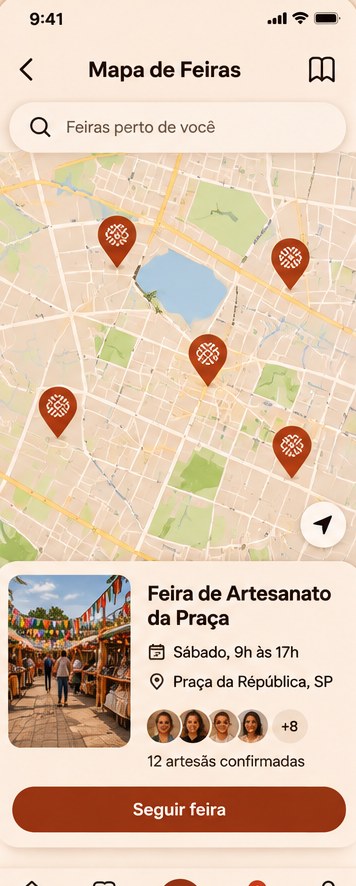 9:41
Mapa de Feiras
Feiras perto de você
Feira de Artesanato
da Praça
Sábado, 9h às 17h
Praça da Répública, SP
+8
12 artesãs confirmadas
Seguir feira